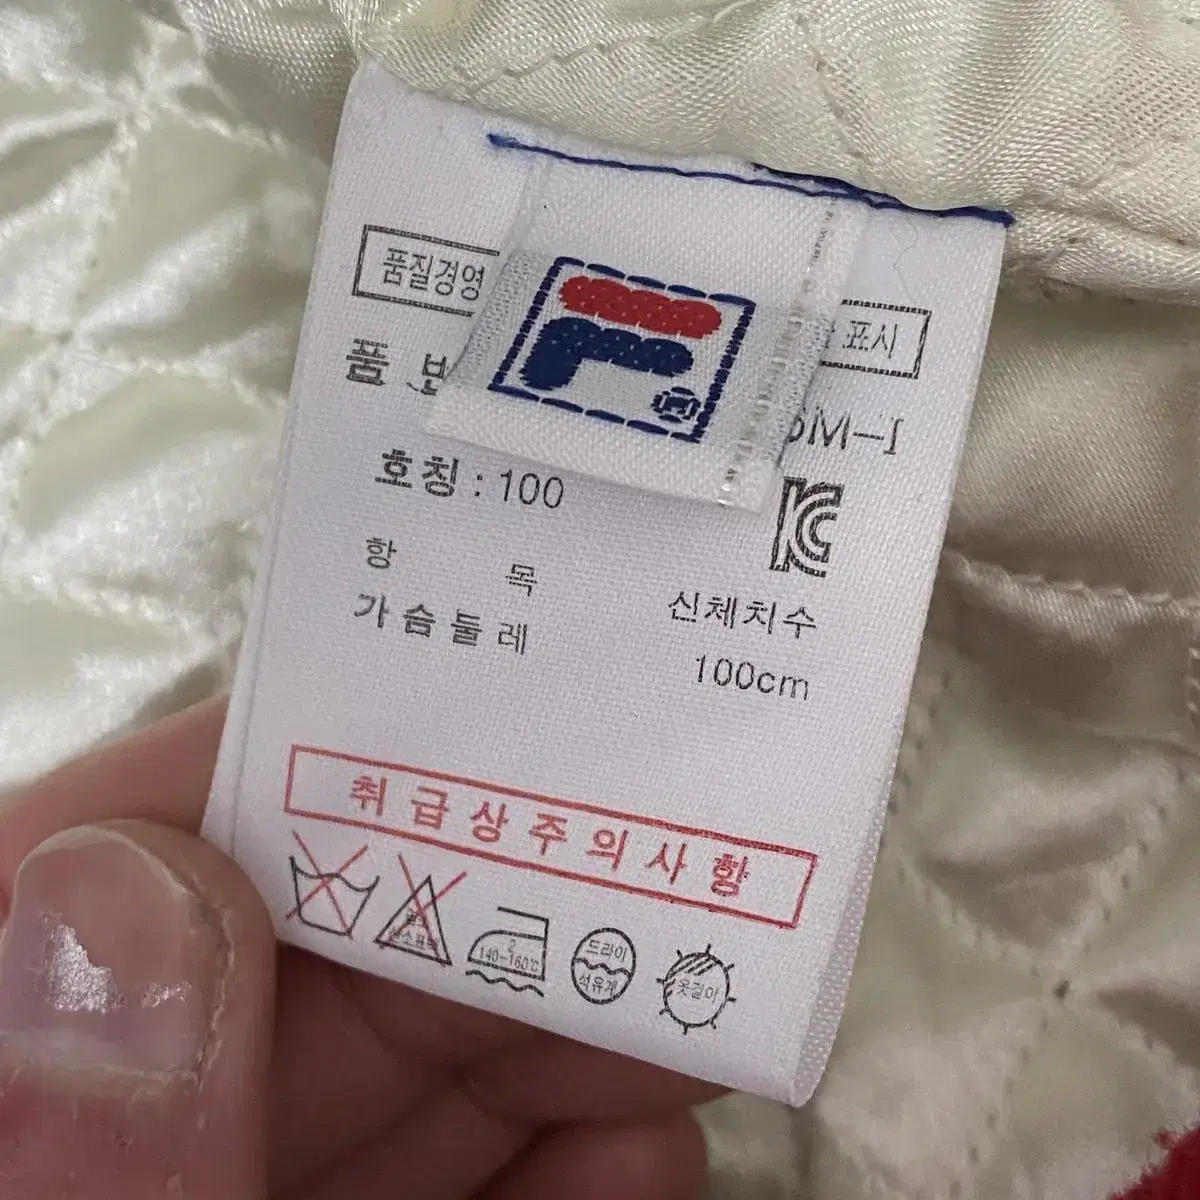 품질경영
표시
품
호칭 : 100
항 목 신체치수
가슴둘레 100cm
취급상주의사항
2
140-160℃
드라이
석유계
옷걸이